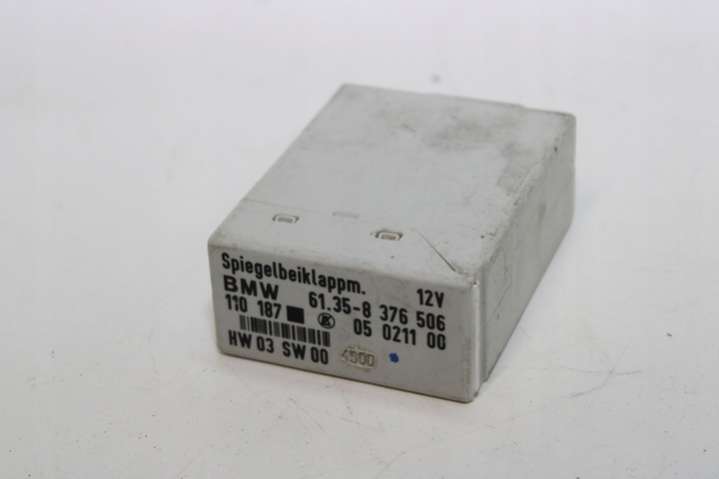 Spiegelbeiklappm. 12V
BMW 61.35-8 376 506
110 187 05 0211 00
HW 03 SW 00 4500